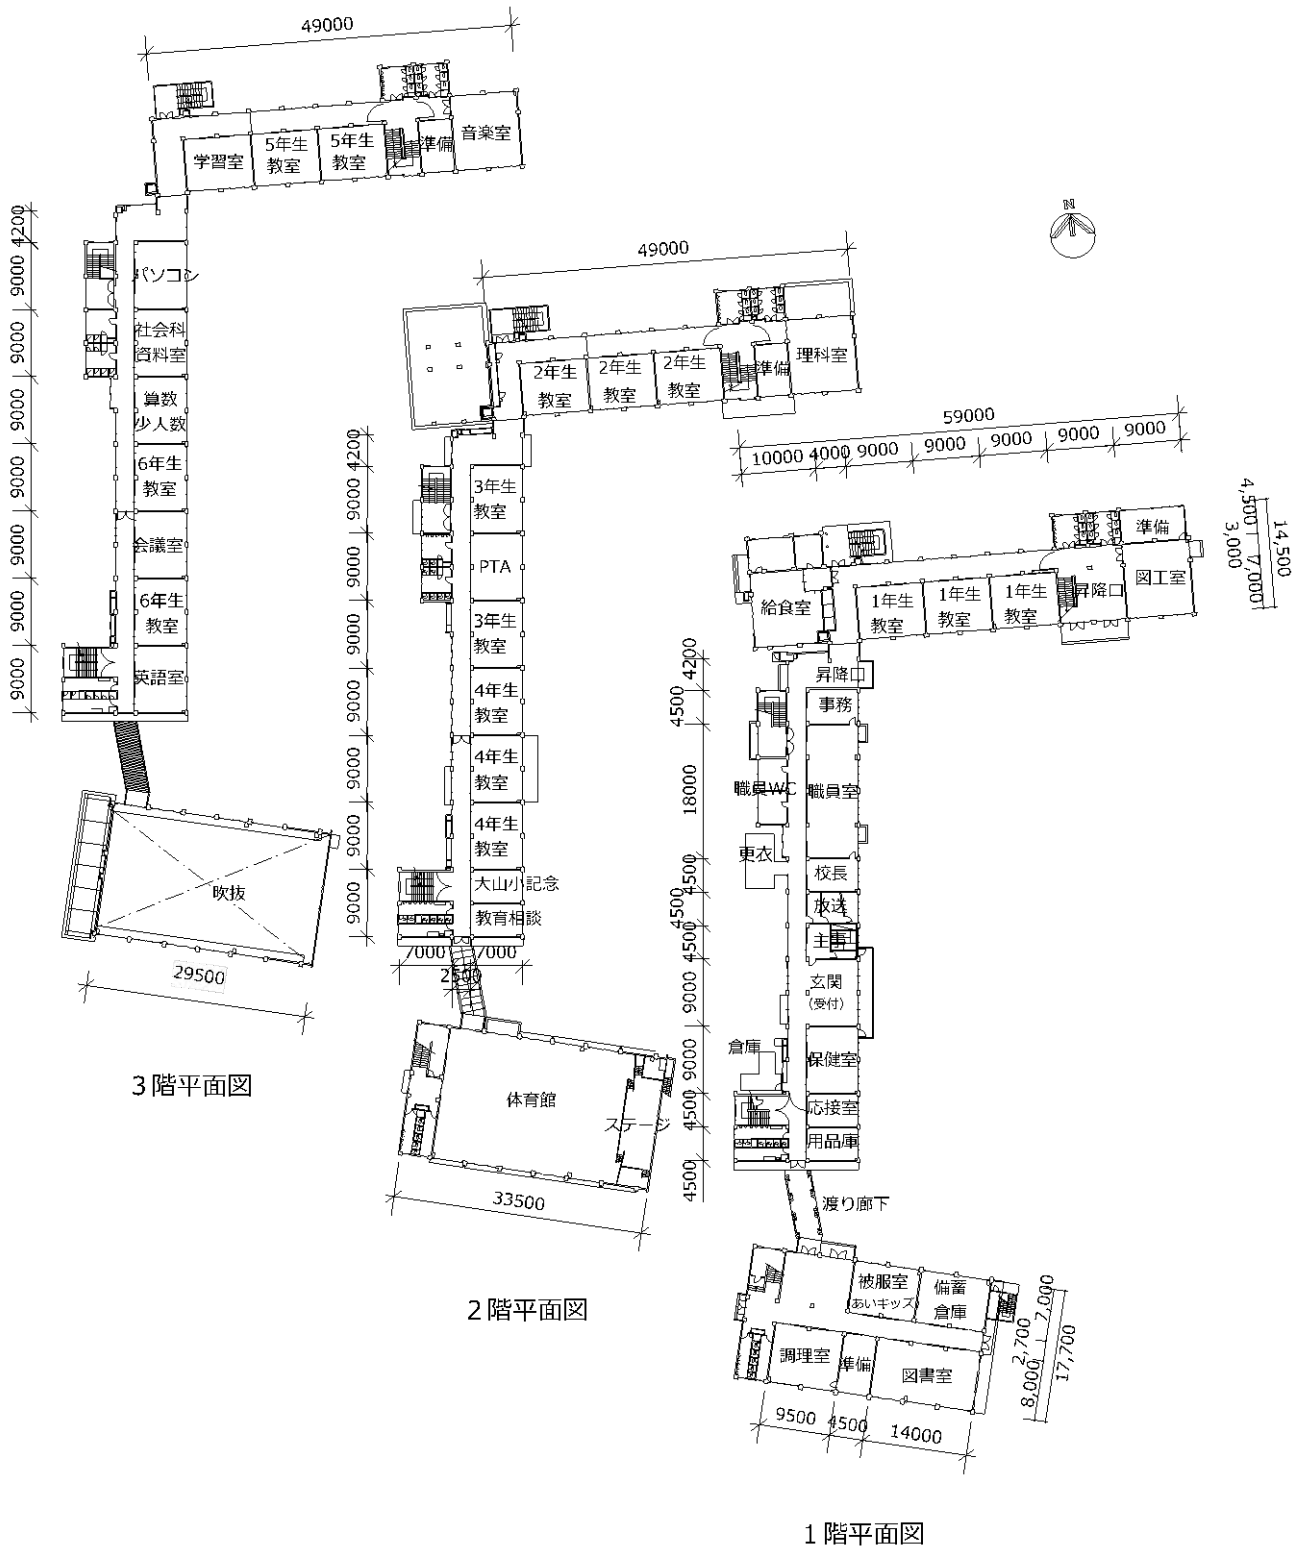 49000
学習室
5年生
教室
5年生
教室
準備
音楽室
4200
9000
9000
9000
9000
9000
9000
9000
パソコン
社会科
資料室
算数
少人数
6年生
教室
会議室
6年生
教室
英語室
吹抜
29500
3階平面図
N
49000
2年生
教室
2年生
教室
2年生
教室
準備
理科室
4200
9000
9000
9000
9000
9000
9000
9000
3年生
教室
PTA
3年生
教室
4年生
教室
4年生
教室
4年生
教室
大山小記念
教育相談
7000
2500
7000
体育館
ステージ
33500
2階平面図
59000
10000
4000
9000
9000
9000
9000
9000
4,500
3,000
7,000
14,500
準備
図工室
昇降口
1年生
教室
1年生
教室
1年生
教室
給食室
4200
4500
18000
4500
4500
4500
9000
9000
4500
4500
昇降口
事務
職員WC
職員室
更衣
校長
放送
主事
玄関
(受付)
倉庫
保健室
応接室
用品庫
渡り廊下
被服室
あいキッズ
備蓄
倉庫
調理室
準備
図書室
7,000
2,700
8,000
17,700
9500
4500
14000
1階平面図